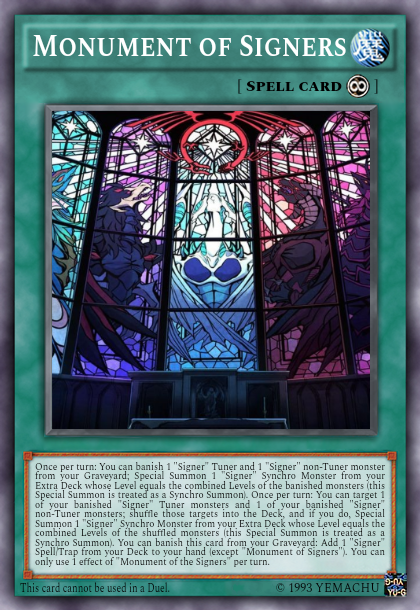 MONUMENT OF SIGNERS 魔
[ SPELL CARD ]
Once per turn: You can banish 1 "Signer" Tuner and 1 "Signer" non-Tuner monster
from your Graveyard; Special Summon 1 "Signer" Synchro Monster from your
Extra Deck whose Level equals the combined Levels of the banished monsters (this
Special Summon is treated as a Synchro Summon). Once per turn: You can target 1
of your banished "Signer" Tuner monsters and 1 of your banished "Signer"
non-Tuner monsters; shuffle those targets into the Deck, and if you do, Special
Summon 1 "Signer" Synchro Monster from your Extra Deck whose Level equals the
combined Levels of the shuffled monsters (this Special Summon is treated as a
Synchro Summon). You can banish this card from your Graveyard: Add 1 "Signer"
Spell/Trap from your Deck to your hand (except "Monument of Signers"). You can
only use 1 effect of "Monument of the Signers" per turn.
This card cannot be used in a Duel. © 1993 YEMACHU
YU-G